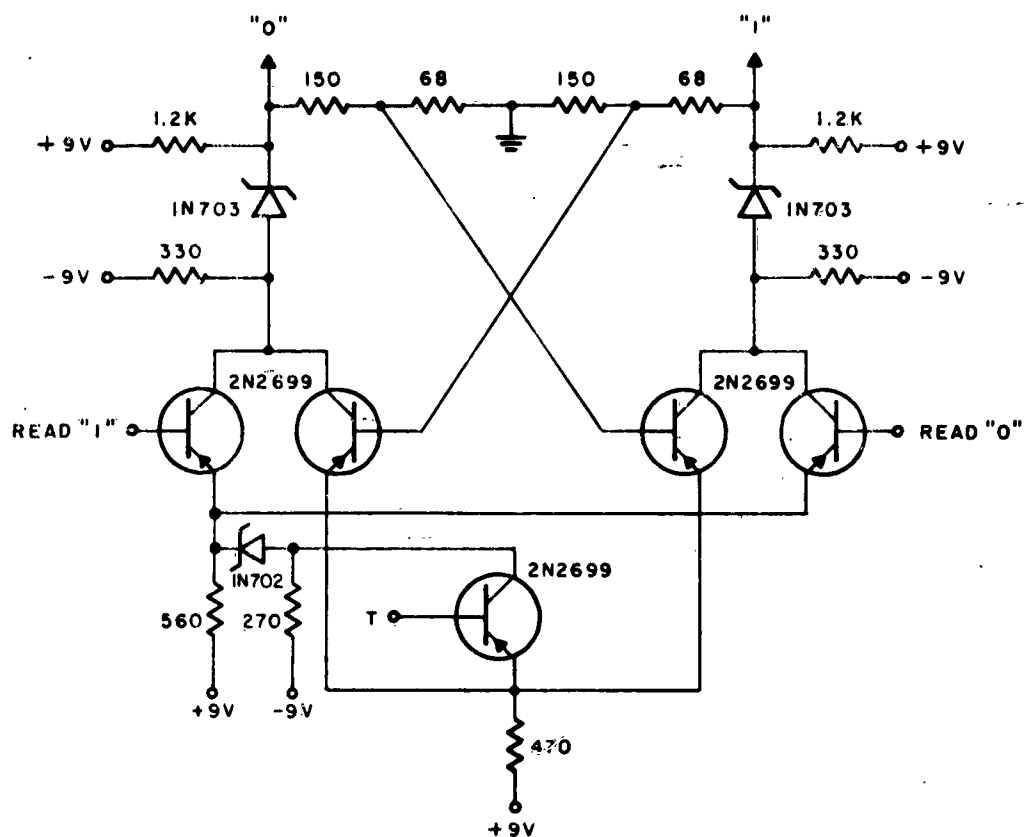 "0" "1"
150 68 150 68
1.2K 1.2K
+9V +9V
1N703 1N703
330 330
-9V -9V
2N2699 2N2699
READ "1" READ "0"
1N702 2N2699
560 270 T
+9V -9V
470
+9V